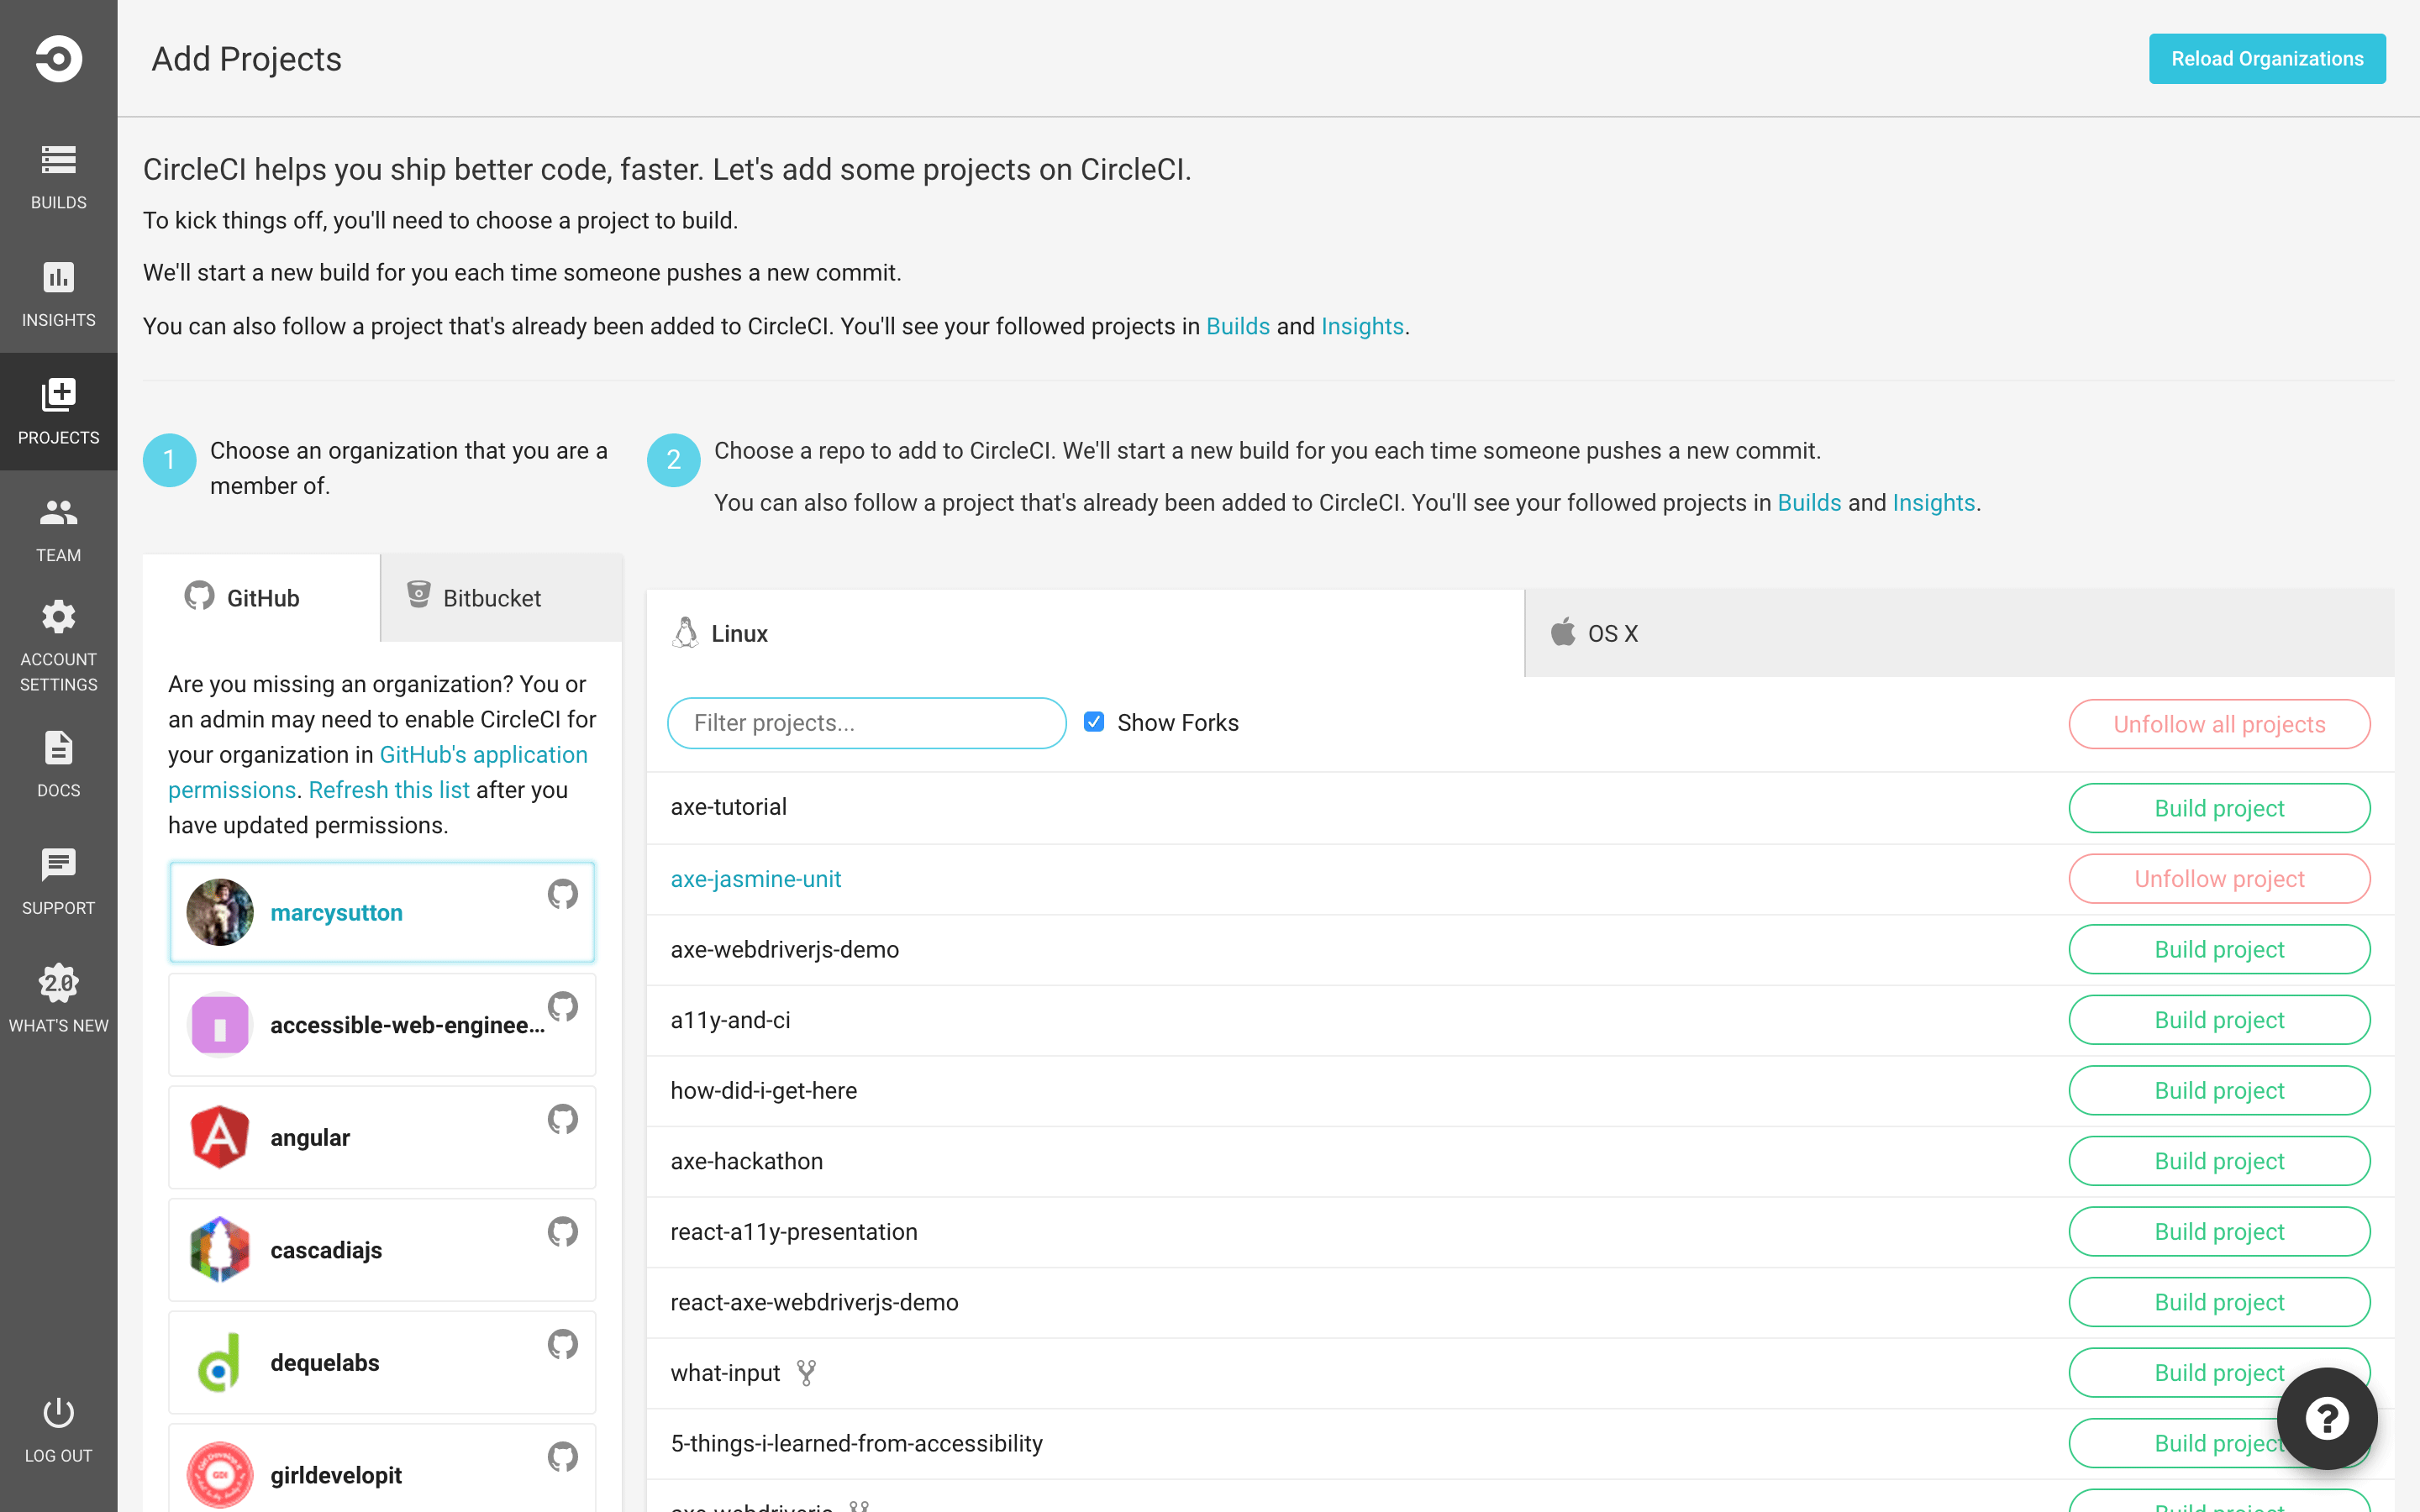 Add Projects
Reload Organizations
BUILDS
INSIGHTS
PROJECTS
TEAM
ACCOUNT
SETTINGS
DOCS
SUPPORT
2.0
WHAT'S NEW
LOG OUT
CircleCI helps you ship better code, faster. Let's add some projects on CircleCI.
To kick things off, you'll need to choose a project to build.
We'll start a new build for you each time someone pushes a new commit.
You can also follow a project that's already been added to CircleCI. You'll see your followed projects in Builds and Insights.
1
Choose an organization that you are a
member of.
GitHub
Bitbucket
Are you missing an organization? You or
an admin may need to enable CircleCI for
your organization in GitHub's application
permissions. Refresh this list after you
have updated permissions.
marcysutton
accessible-web-enginee...
angular
cascadiajs
dequelabs
GDI
girldevelopit
2
Choose a repo to add to CircleCI. We'll start a new build for you each time someone pushes a new commit.
You can also follow a project that's already been added to CircleCI. You'll see your followed projects in Builds and Insights.
Linux
OS X
Filter projects...
Show Forks
Unfollow all projects
axe-tutorial
Build project
axe-jasmine-unit
Unfollow project
axe-webdriverjs-demo
Build project
a11y-and-ci
Build project
how-did-i-get-here
Build project
axe-hackathon
Build project
react-a11y-presentation
Build project
react-axe-webdriverjs-demo
Build project
what-input
Build project
5-things-i-learned-from-accessibility
Build project
axe-webdriverjs
Build project
?